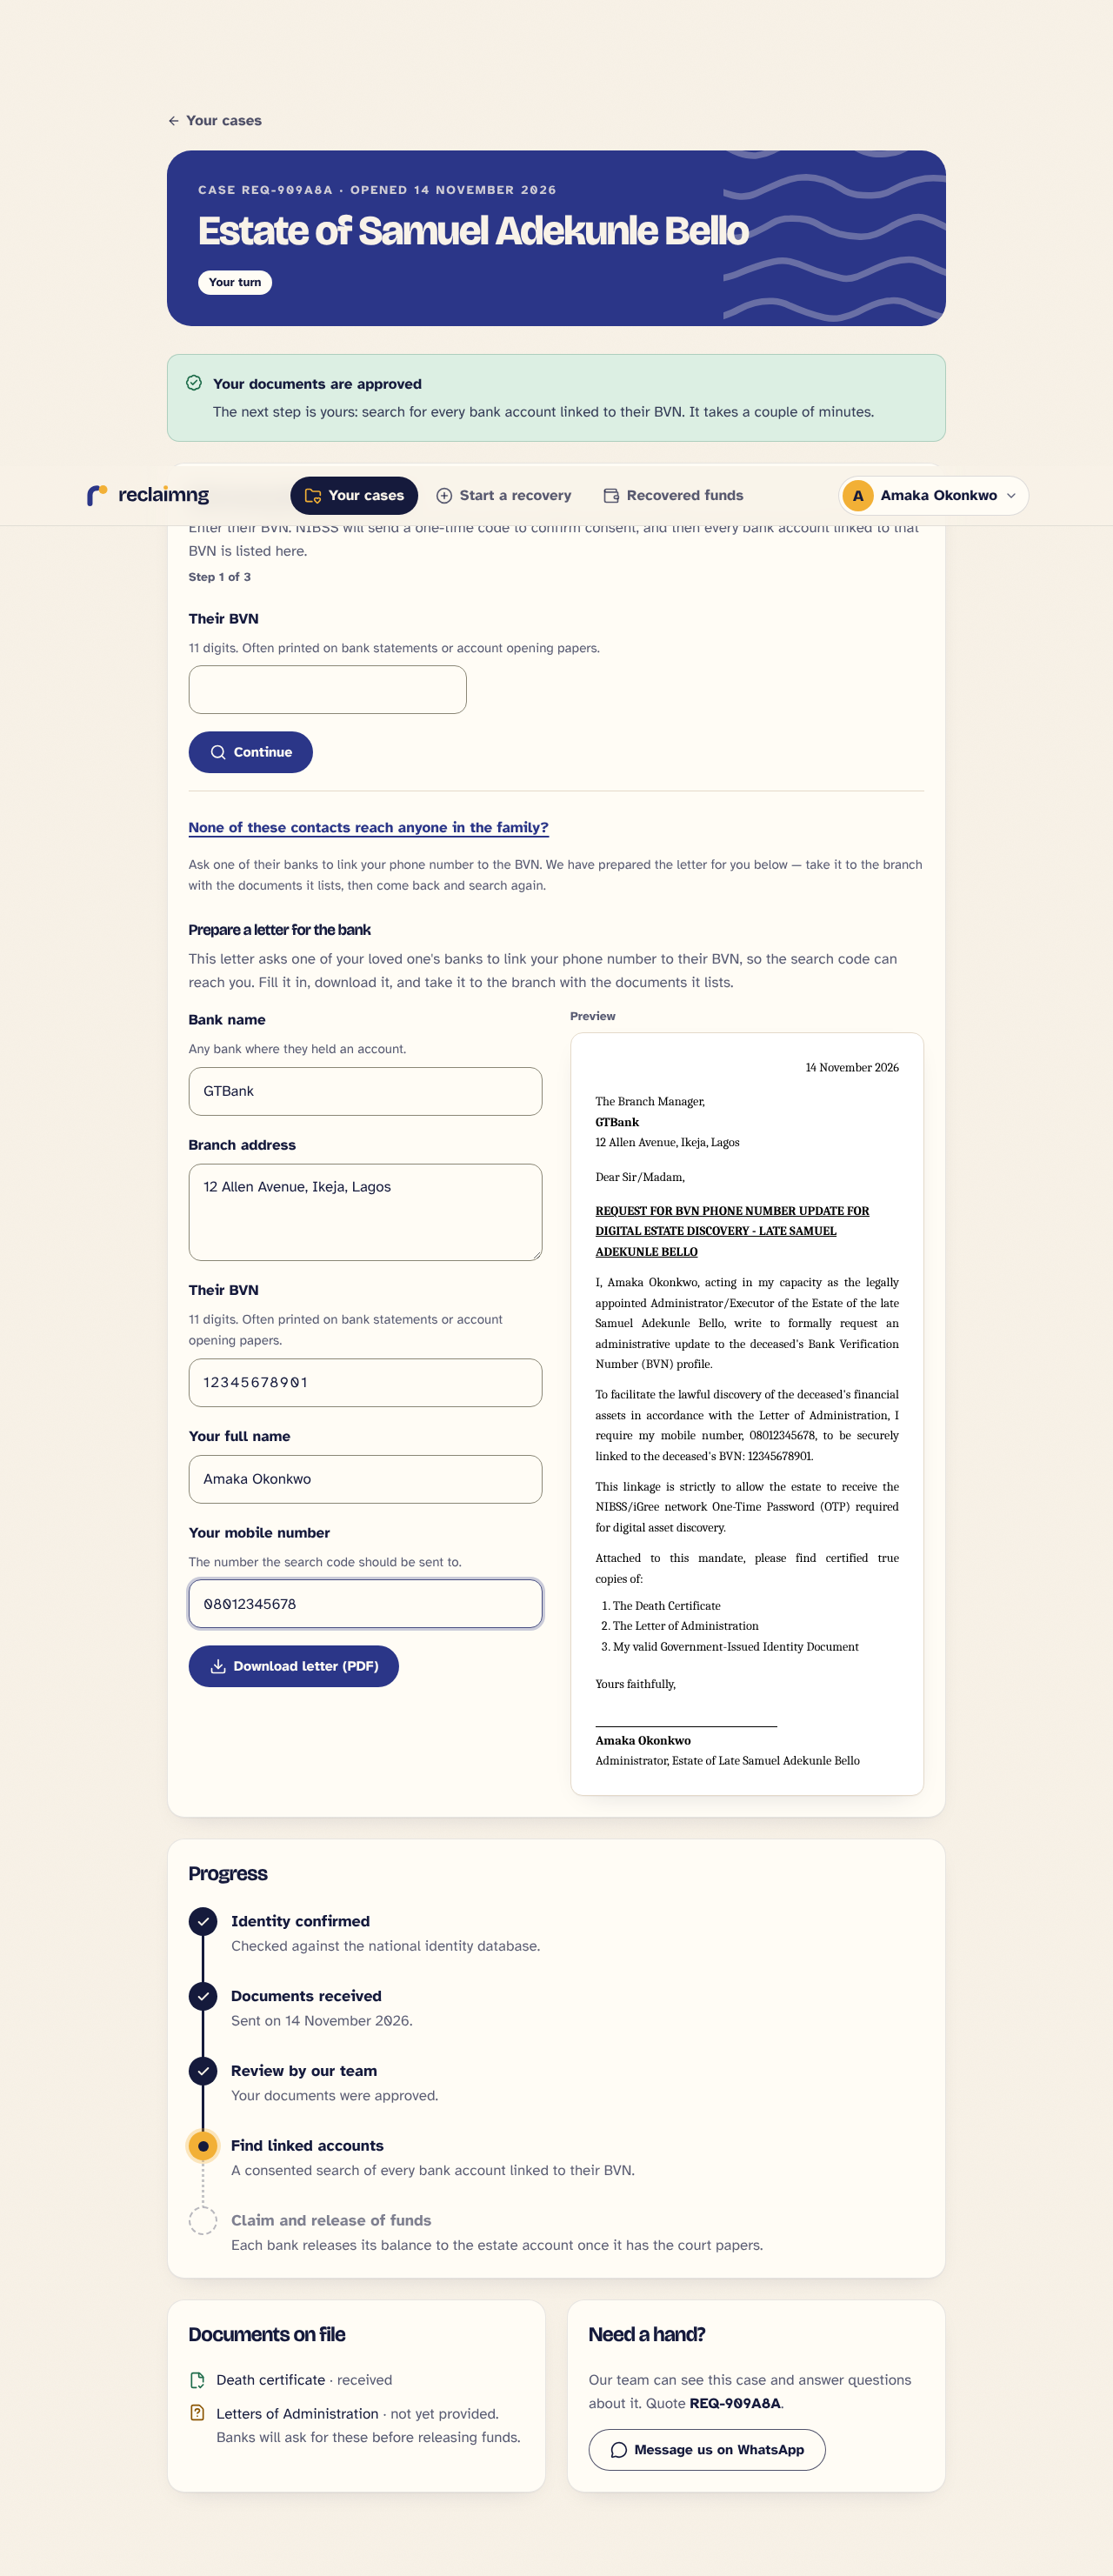 ← Your cases
CASE REQ-909A8A · OPENED 14 NOVEMBER 2026
Estate of Samuel Adekunle Bello
Your turn
Your documents are approved
The next step is yours: search for every bank account linked to their BVN. It takes a couple of minutes.
reclaimng
Your cases
Start a recovery
Recovered funds
A
Amaka Okonkwo
Enter their BVN. NIBSS will send a one-time code to confirm consent, and then every bank account linked to that
BVN is listed here.
Step 1 of 3
Their BVN
11 digits. Often printed on bank statements or account opening papers.
Continue
None of these contacts reach anyone in the family?
Ask one of their banks to link your phone number to the BVN. We have prepared the letter for you below — take it to the branch
with the documents it lists, then come back and search again.
Prepare a letter for the bank
This letter asks one of your loved one's banks to link your phone number to their BVN, so the search code can
reach you. Fill it in, download it, and take it to the branch with the documents it lists.
Bank name
Any bank where they held an account.
GTBank
Branch address
12 Allen Avenue, Ikeja, Lagos
Their BVN
11 digits. Often printed on bank statements or account
opening papers.
12345678901
Your full name
Amaka Okonkwo
Your mobile number
The number the search code should be sent to.
08012345678
Download letter (PDF)
Preview
14 November 2026
The Branch Manager,
GTBank
12 Allen Avenue, Ikeja, Lagos
Dear Sir/Madam,
REQUEST FOR BVN PHONE NUMBER UPDATE FOR
DIGITAL ESTATE DISCOVERY - LATE SAMUEL
ADEKUNLE BELLO
I, Amaka Okonkwo, acting in my capacity as the legally
appointed Administrator/Executor of the Estate of the late
Samuel Adekunle Bello, write to formally request an
administrative update to the deceased's Bank Verification
Number (BVN) profile.
To facilitate the lawful discovery of the deceased's financial
assets in accordance with the Letter of Administration, I
require my mobile number, 08012345678, to be securely
linked to the deceased's BVN: 12345678901.
This linkage is strictly to allow the estate to receive the
NIBSS/iGree network One-Time Password (OTP) required
for digital asset discovery.
Attached to this mandate, please find certified true
copies of:
1. The Death Certificate
2. The Letter of Administration
3. My valid Government-Issued Identity Document
Yours faithfully,
Amaka Okonkwo
Administrator, Estate of Late Samuel Adekunle Bello
Progress
Identity confirmed
Checked against the national identity database.
Documents received
Sent on 14 November 2026.
Review by our team
Your documents were approved.
Find linked accounts
A consented search of every bank account linked to their BVN.
Claim and release of funds
Each bank releases its balance to the estate account once it has the court papers.
Documents on file
Death certificate · received
Letters of Administration · not yet provided.
Banks will ask for these before releasing funds.
Need a hand?
Our team can see this case and answer questions
about it. Quote REQ-909A8A.
Message us on WhatsApp